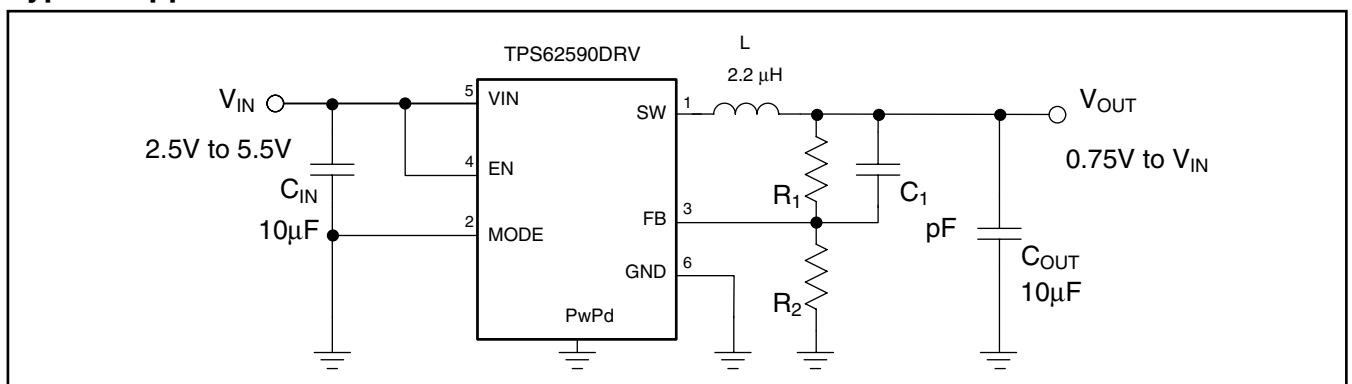 TPS62590DRV
L
2.2 μH
VIN
2.5V to 5.5V
CIN
10μF
5
VIN
4
EN
2
MODE
SW
1
FB
3
GND
6
PwPd
R1
R2
C1
pF
COUT
10μF
VOUT
0.75V to VIN